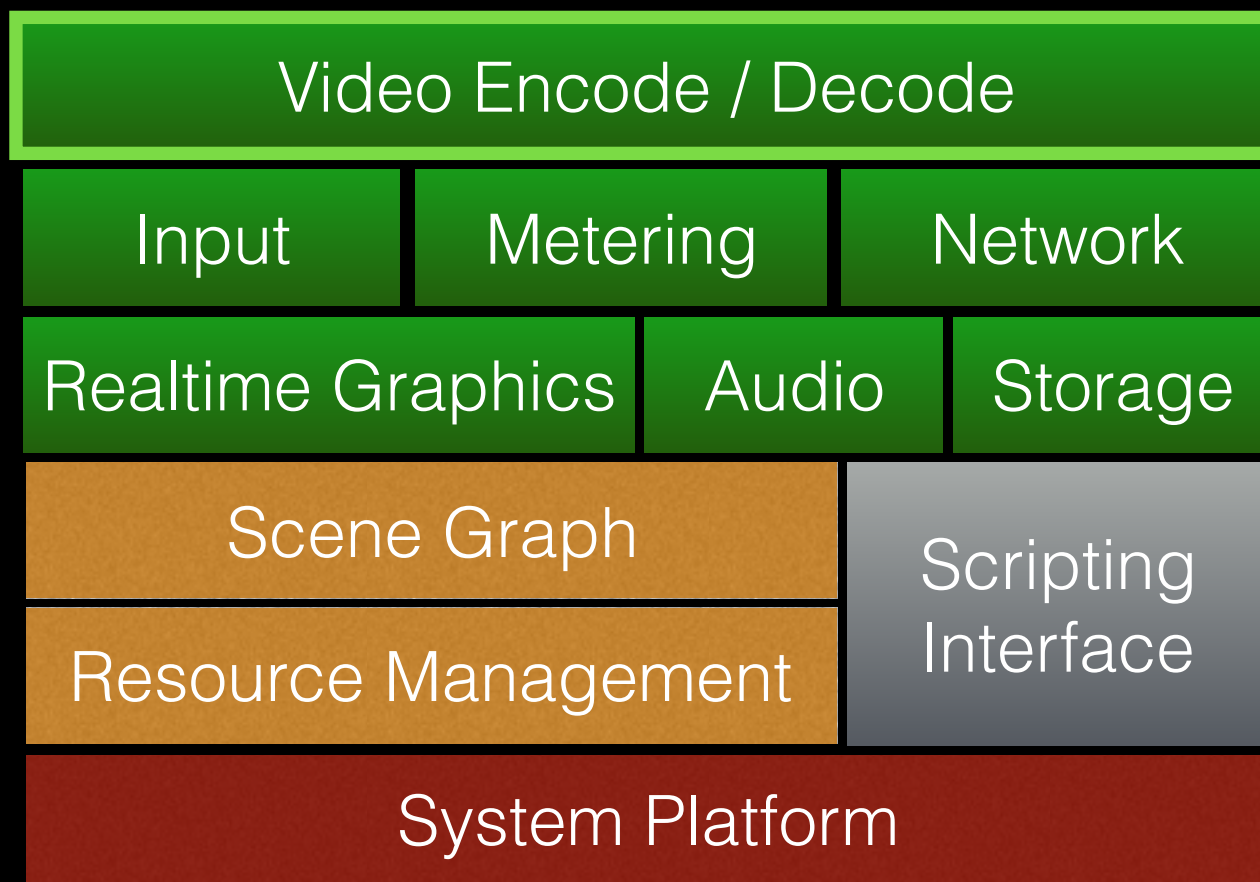 Video Encode / Decode
Input
Metering
Network
Realtime Graphics
Audio
Storage
Scene Graph
Scripting
Interface
Resource Management
System Platform